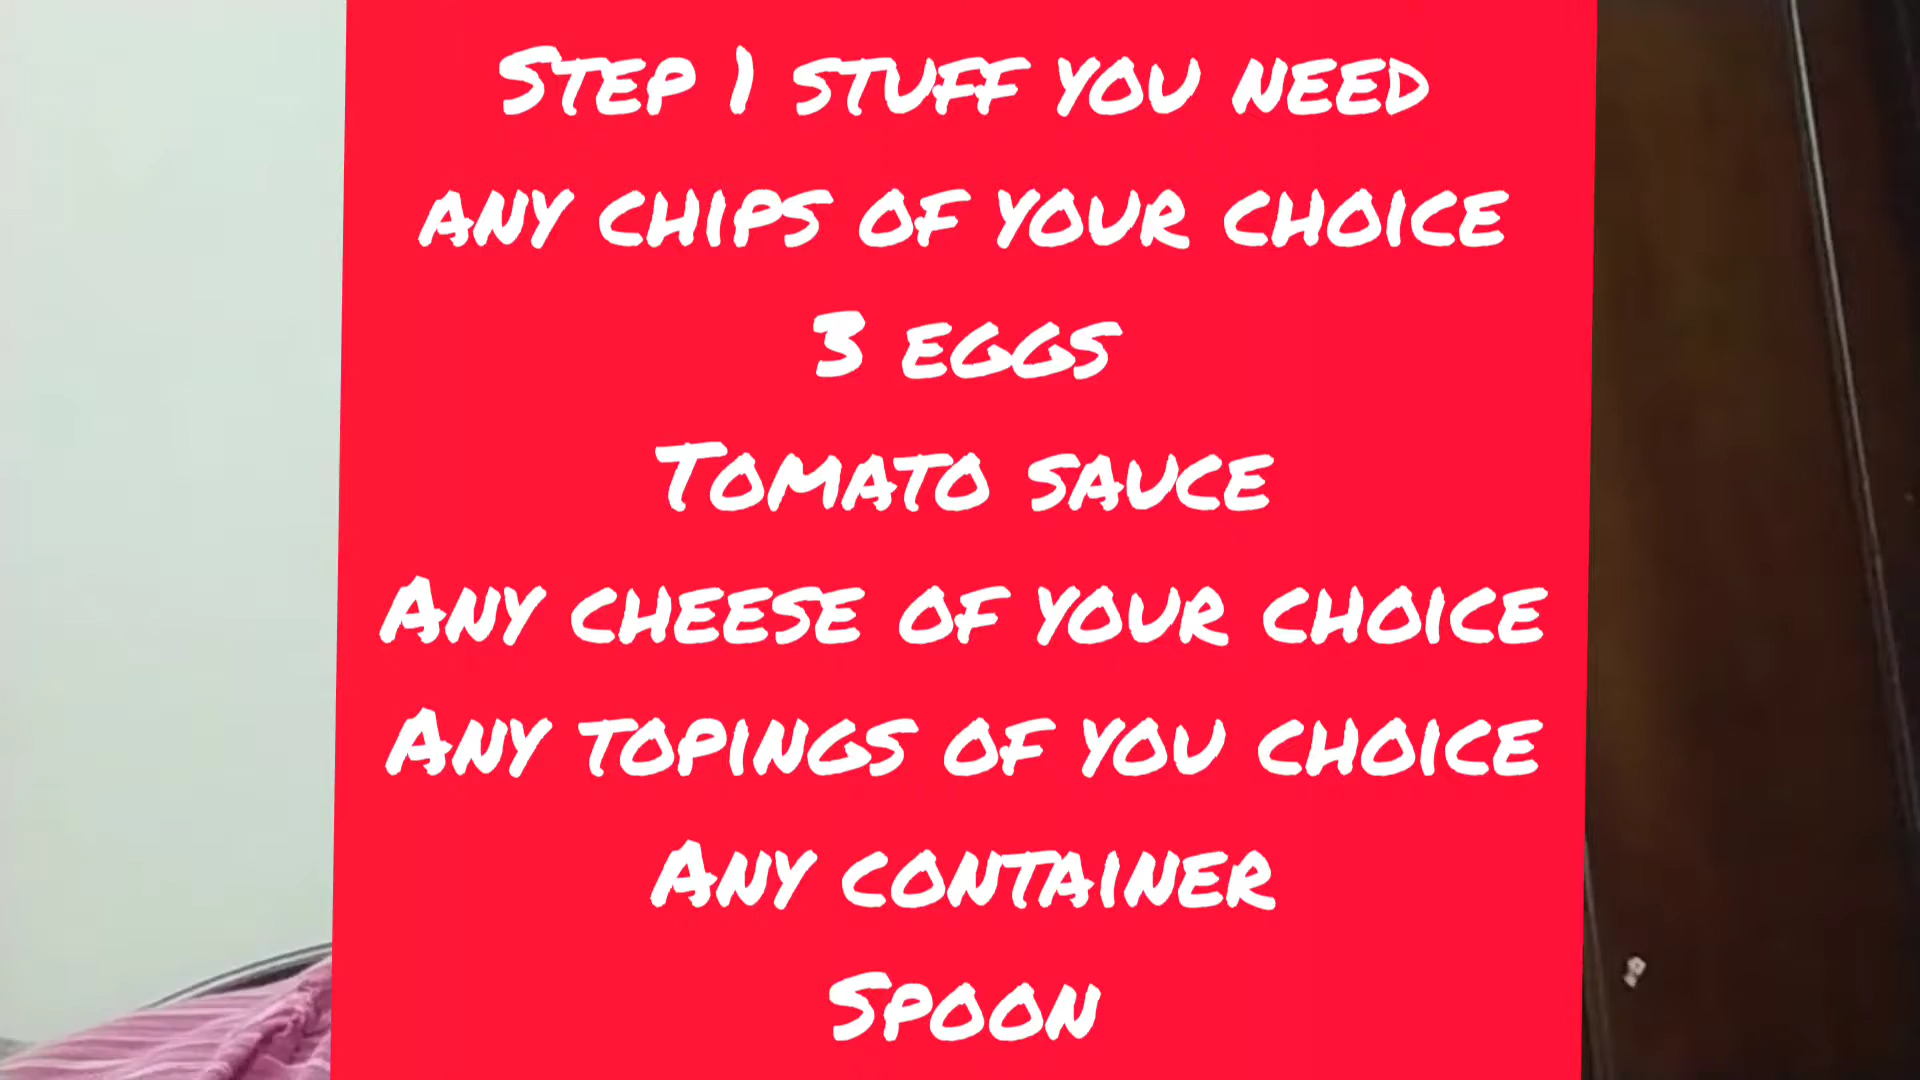 Step 1 stuff you need
any chips of your choice
3 eggs
Tomato sauce
Any cheese of your choice
Any topings of you choice
Any container
Spoon